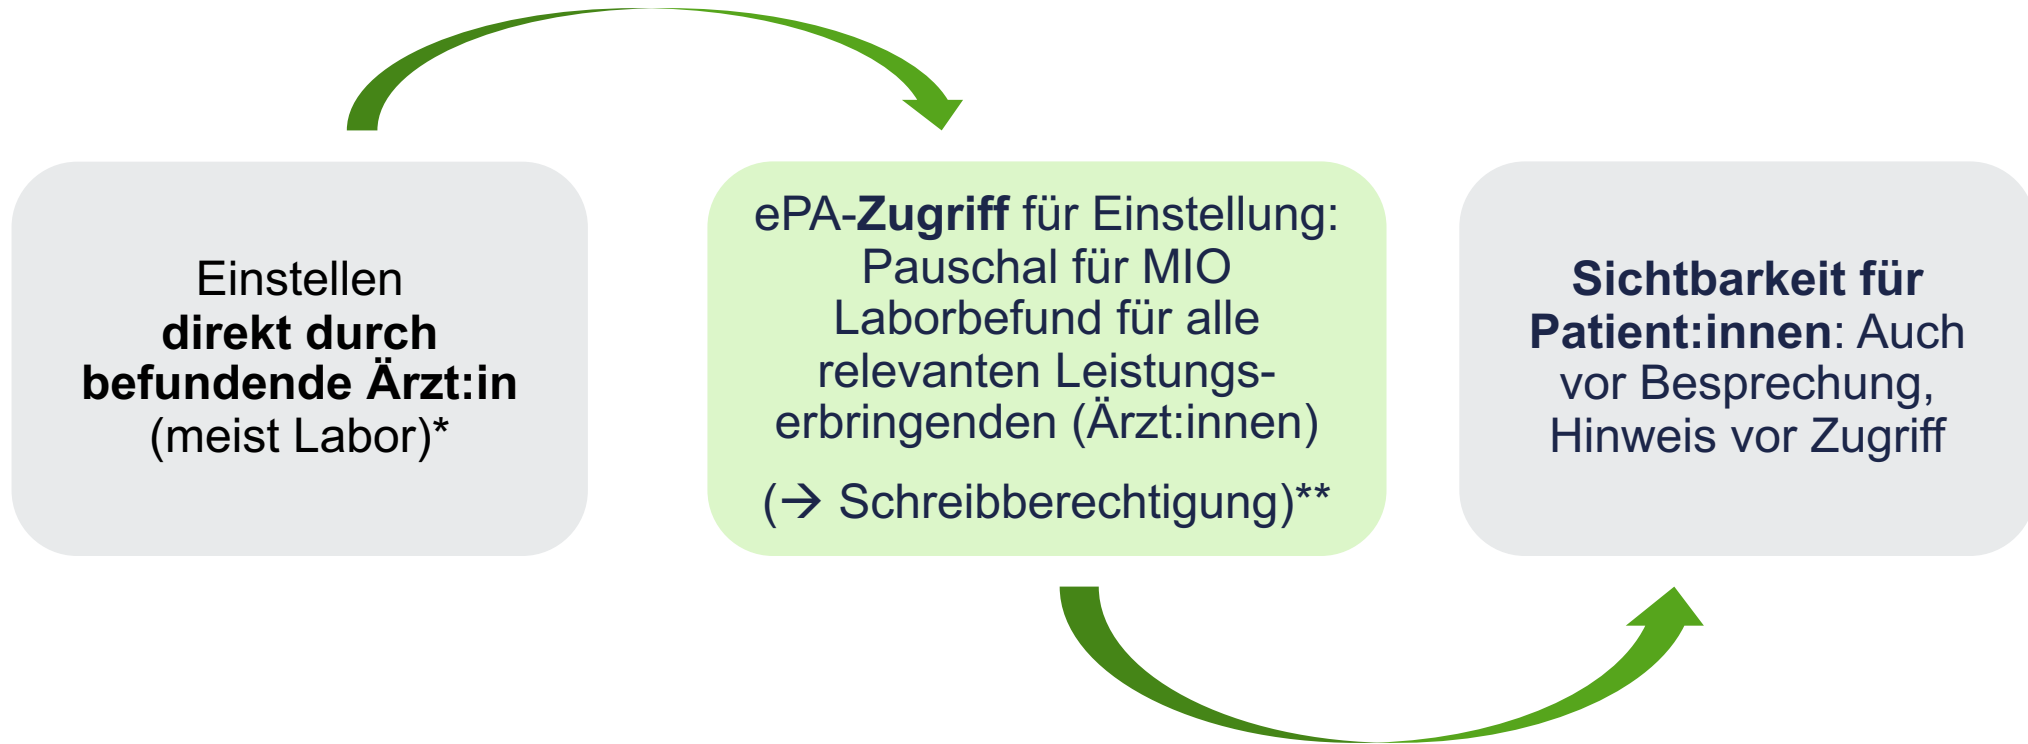 Einstellen
direkt durch
befundende Ärzt:in
(meist Labor)*
ePA-Zugriff für Einstellung:
Pauschal für MIO
Laborbefund für alle
relevanten Leistungs-
erbringenden (Ärzt:innen)
(→ Schreibberechtigung)**
Sichtbarkeit für
Patient:innen: Auch
vor Besprechung,
Hinweis vor Zugriff